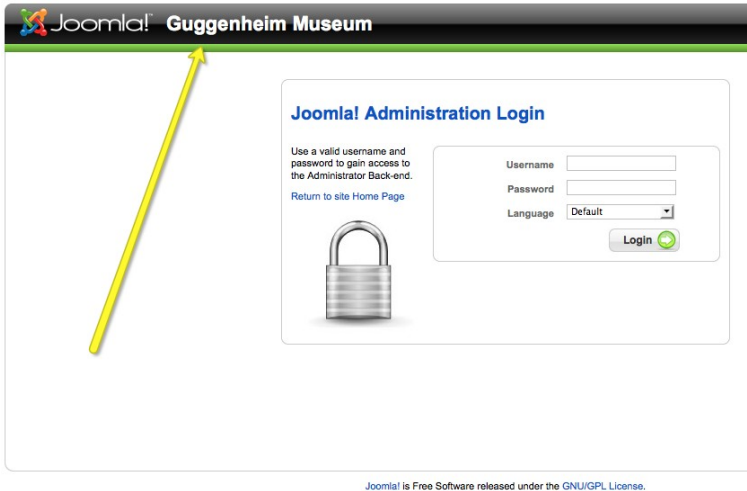 Joomla!™ Guggenheim Museum
Joomla! Administration Login
Use a valid username and
password to gain access to
the Administrator Back-end.
Return to site Home Page
Username
Password
Language Default
Login
Joomla! is Free Software released under the GNU/GPL License.